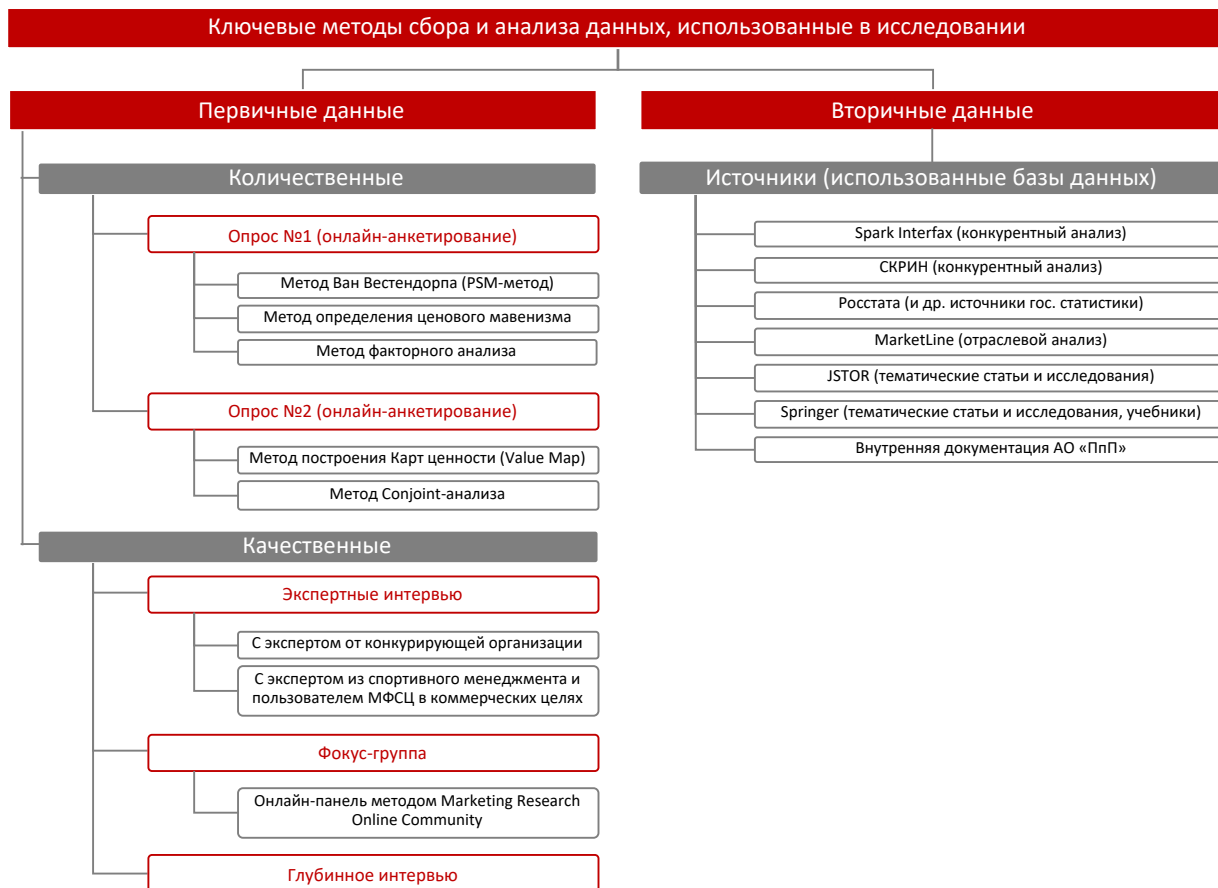 Ключевые методы сбора и анализа данных, использованные в исследовании
Первичные данные
Количественные
Опрос №1 (онлайн-анкетирование)
Метод Ван Вестендорпа (PSM-метод)
Метод определения ценового мавенизма
Метод факторного анализа
Опрос №2 (онлайн-анкетирование)
Метод построения Карт ценности (Value Map)
Метод Conjoint-анализа
Качественные
Экспертные интервью
С экспертом от конкурирующей организации
С экспертом из спортивного менеджмента и
пользователем МФСЦ в коммерческих целях
Фокус-группа
Онлайн-панель методом Marketing Research
Online Community
Глубинное интервью
Вторичные данные
Источники (использованные базы данных)
Spark Interfax (конкурентный анализ)
СКРИН (конкурентный анализ)
Росстата (и др. источники гос. статистики)
MarketLine (отраслевой анализ)
JSTOR (тематические статьи и исследования)
Springer (тематические статьи и исследования, учебники)
Внутренняя документация АО «ПпП»